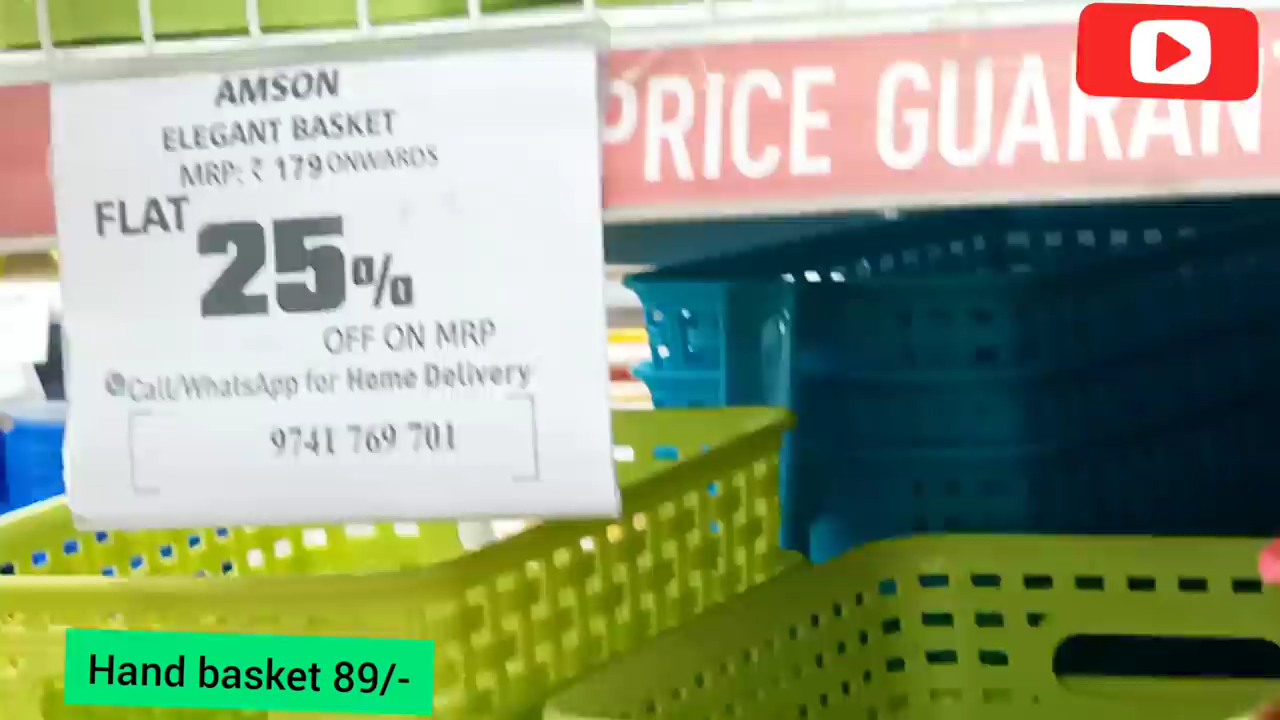 AMSON
ELEGANT BASKET
MRP: ₹ 179 ONWARDS
FLAT
25%
OFF ON MRP
Call/WhatsApp for Home Delivery
9741 769 701
PRICE GUARAN
Hand basket 89/-